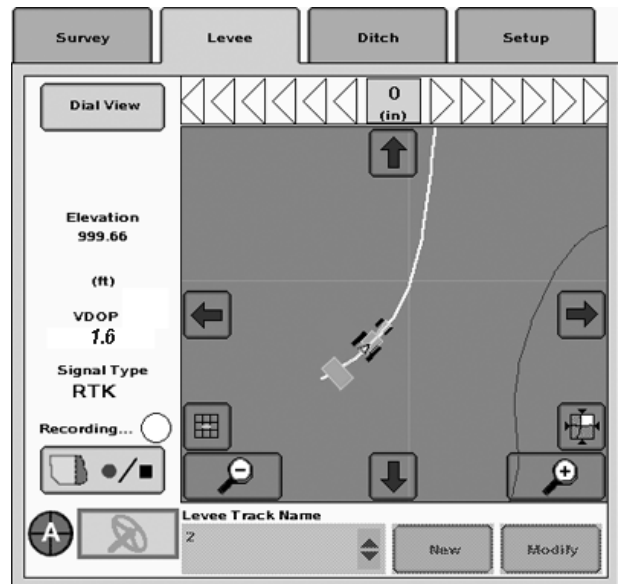 Survey
Levee
Ditch
Setup
Dial View
0
(in)
Elevation
999.66
(ft)
VDOP
1.6
Signal Type
RTK
Recording...
A
Levee Track Name
2
New
Modify